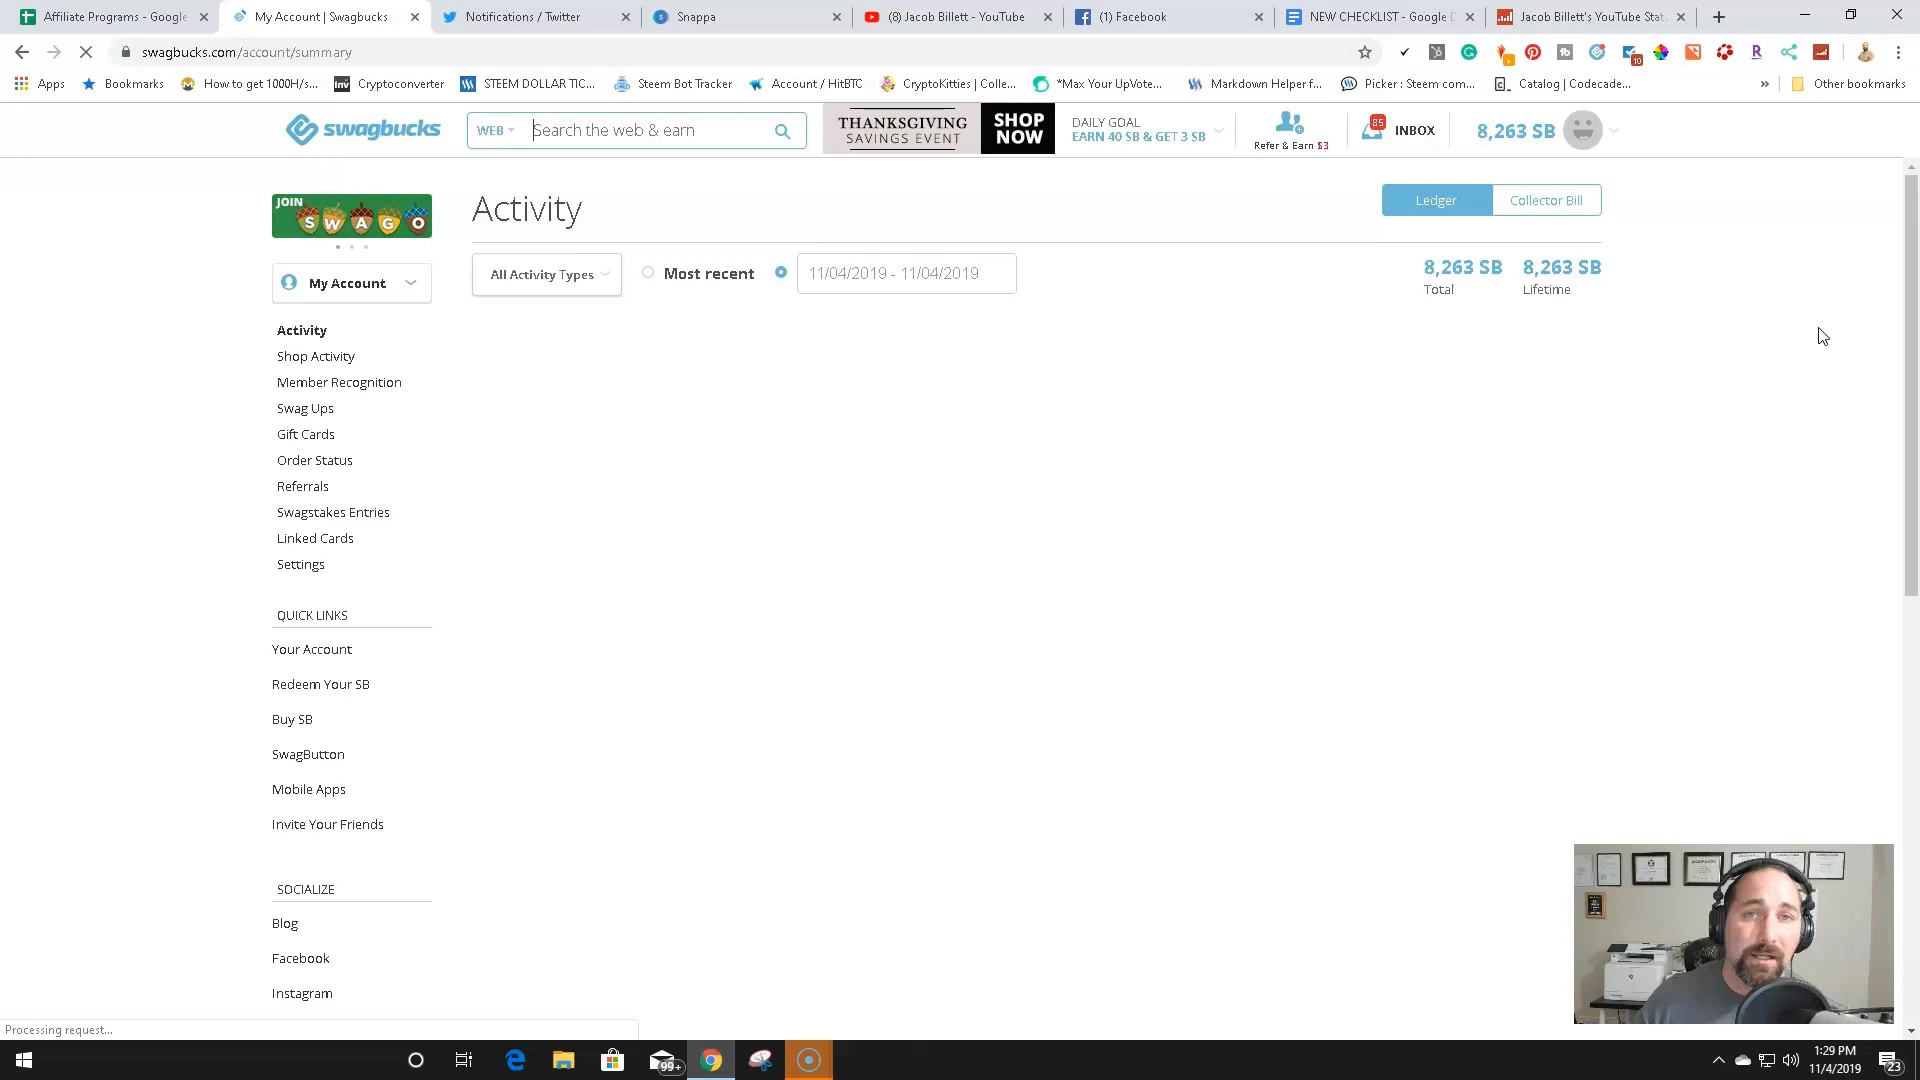 Affiliate Programs - Google
My Account | Swagbucks
Notifications / Twitter
Snappa
(8) Jacob Billett - YouTube
(1) Facebook
NEW CHECKLIST - Google D
Jacob Billett's YouTube Stat
swagbucks.com/account/summary
10
Apps
Bookmarks
How to get 1000H/s...
Cryptoconverter
STEEM DOLLAR TIC...
Steem Bot Tracker
Account / HitBTC
CryptoKitties | Colle...
*Max Your UpVote...
Markdown Helper f...
Picker : Steem com...
Catalog | Codecade...
»
Other bookmarks
swagbucks
WEB
Search the web & earn
THANKSGIVING
SAVINGS EVENT
SHOP
NOW
DAILY GOAL
EARN 40 SB & GET 3 SB
Refer & Earn $3
85
INBOX
8,263 SB
JOIN
SWAGO
Activity
Ledger
Collector Bill
My Account
All Activity Types
Most recent
11/04/2019 - 11/04/2019
8,263 SB
Total
8,263 SB
Lifetime
Activity
Shop Activity
Member Recognition
Swag Ups
Gift Cards
Order Status
Referrals
Swagstakes Entries
Linked Cards
Settings
QUICK LINKS
Your Account
Redeem Your SB
Buy SB
SwagButton
Mobile Apps
Invite Your Friends
SOCIALIZE
Blog
Facebook
Instagram
Processing request...
99+
1:29 PM
11/4/2019
23